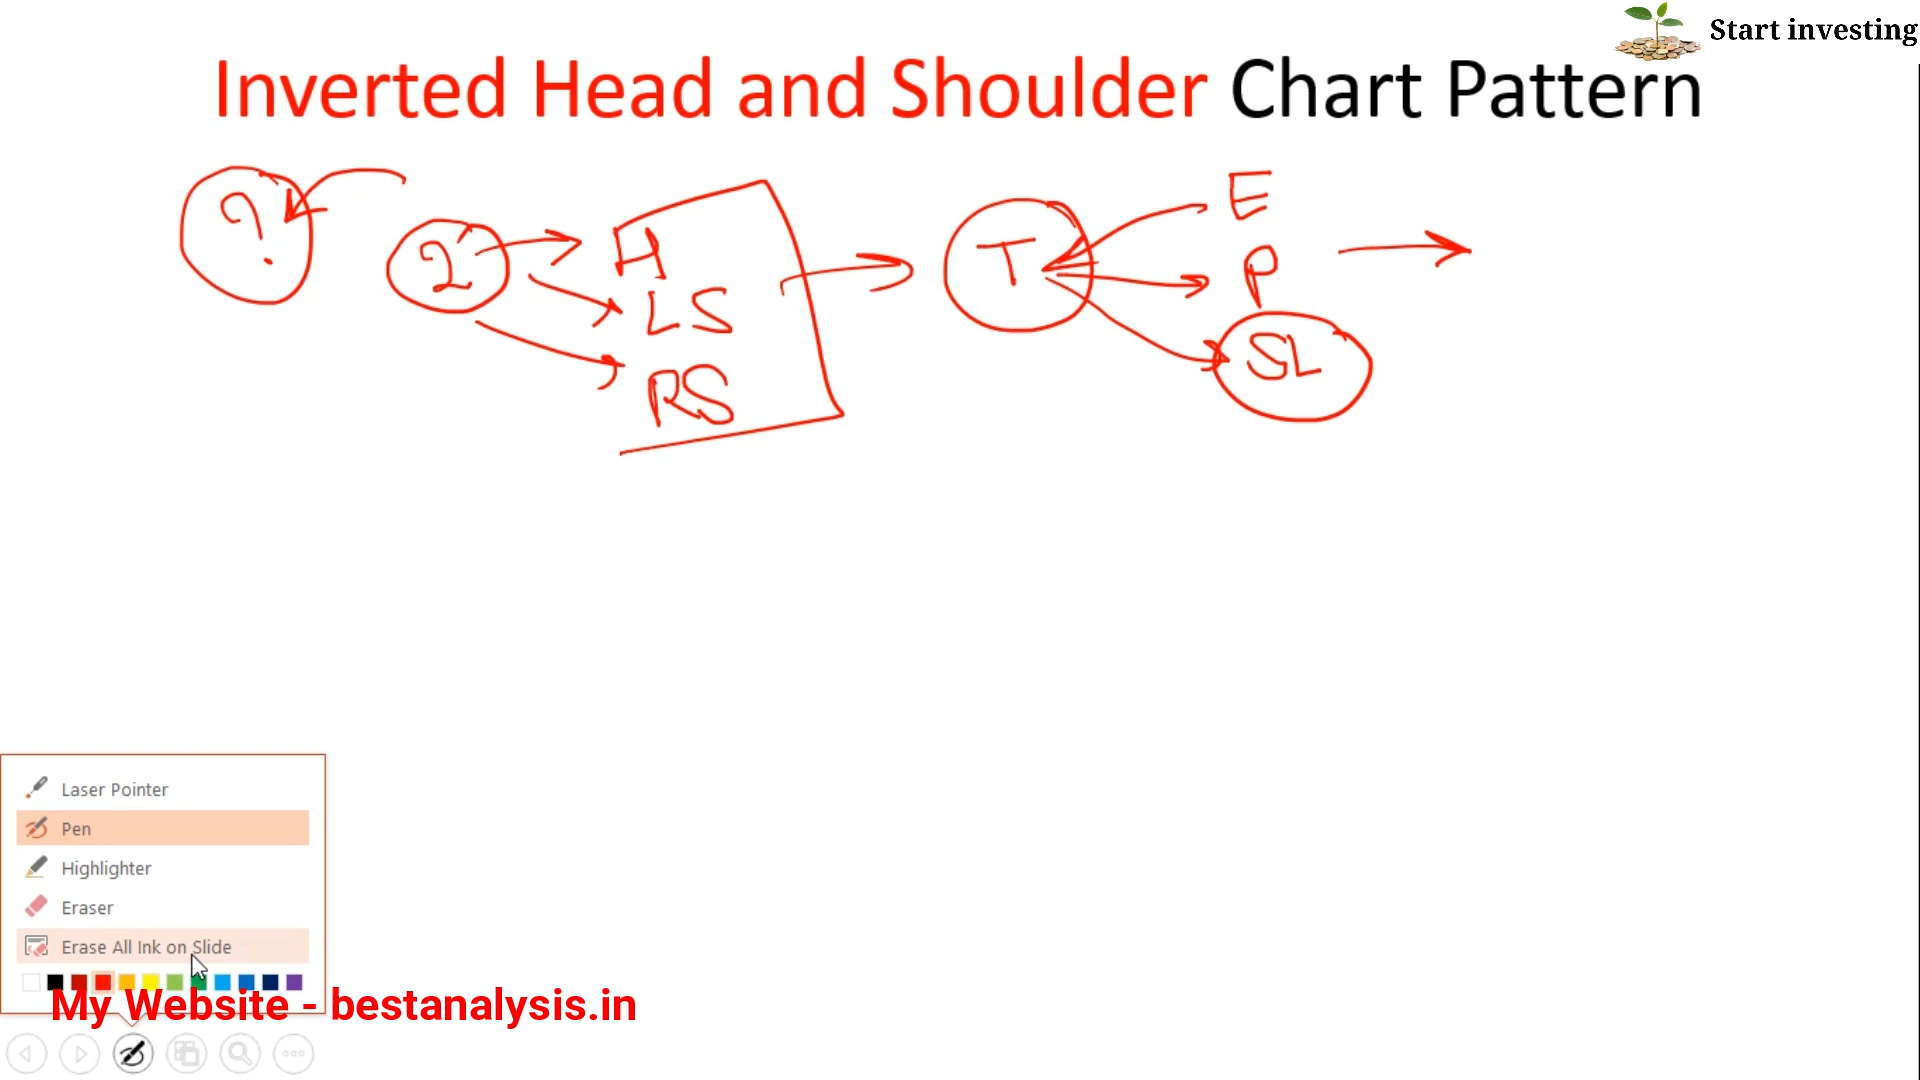 Start investing
Inverted Head and Shoulder Chart Pattern
?
2
H
LS
RS
T
E
P
SL
Laser Pointer
Pen
Highlighter
Eraser
Erase All Ink on Slide
My Website - bestanalysis.in